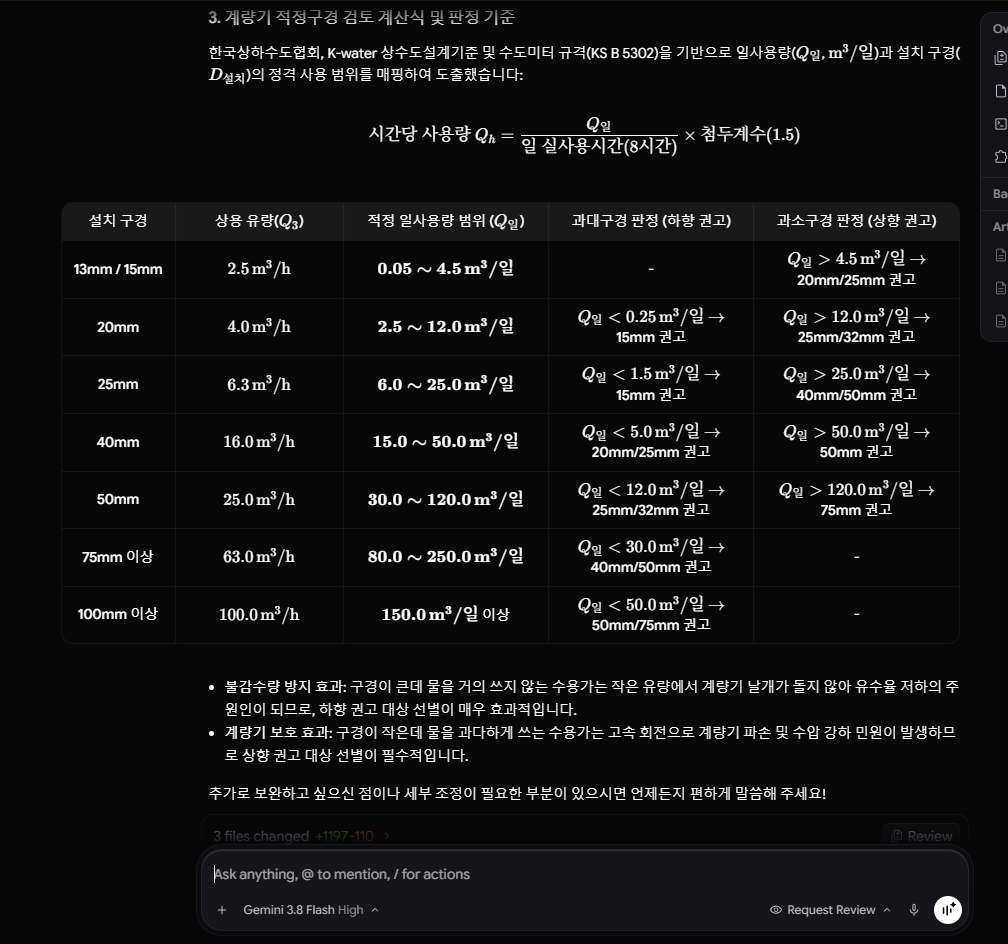 3. 계량기 적정구경 검토 계산식 및 판정 기준
한국상하수도협회, K-water 상수도설계기준 및 수도미터 규격(KS B 5302)을 기반으로 일사용량(Q일, m³/일)과 설치 구경(
D설치)의 정격 사용 범위를 매핑하여 도출했습니다:
시간당 사용량 Qₕ = Q일 / 일 실사용시간(8시간) × 첨두계수(1.5)
설치 구경 상용 유량(Q₃) 적정 일사용량 범위 (Q일) 과대구경 판정 (하향 권고) 과소구경 판정 (상향 권고)
13mm / 15mm 2.5 m³/h 0.05 ∼ 4.5 m³/일 - Q일 > 4.5 m³/일 →
20mm/25mm 권고
20mm 4.0 m³/h 2.5 ∼ 12.0 m³/일 Q일 < 0.25 m³/일 → Q일 > 12.0 m³/일 →
15mm 권고 25mm/32mm 권고
25mm 6.3 m³/h 6.0 ∼ 25.0 m³/일 Q일 < 1.5 m³/일 → Q일 > 25.0 m³/일 →
15mm 권고 40mm/50mm 권고
40mm 16.0 m³/h 15.0 ∼ 50.0 m³/일 Q일 < 5.0 m³/일 → Q일 > 50.0 m³/일 →
20mm/25mm 권고 50mm 권고
50mm 25.0 m³/h 30.0 ∼ 120.0 m³/일 Q일 < 12.0 m³/일 → Q일 > 120.0 m³/일 →
25mm/32mm 권고 75mm 권고
75mm 이상 63.0 m³/h 80.0 ∼ 250.0 m³/일 Q일 < 30.0 m³/일 → -
40mm/50mm 권고
100mm 이상 100.0 m³/h 150.0 m³/일 이상 Q일 < 50.0 m³/일 → -
50mm/75mm 권고
• 불감수량 방지 효과: 구경이 큰데 물을 거의 쓰지 않는 수용가는 작은 유량에서 계량기 날개가 돌지 않아 유수율 저하의 주
원인이 되므로, 하향 권고 대상 선별이 매우 효과적입니다.
• 계량기 보호 효과: 구경이 작은데 물을 과다하게 쓰는 수용가는 고속 회전으로 계량기 파손 및 수압 강하 민원이 발생하므
로 상향 권고 대상 선별이 필수적입니다.
추가로 보완하고 싶으신 점이나 세부 조정이 필요한 부분이 있으시면 언제든지 편하게 말씀해 주세요!
3 files changed +1197 -110 > Review
Ask anything, @ to mention, / for actions
+ Gemini 3.8 Flash High Request Review
Ov
Ba
Art